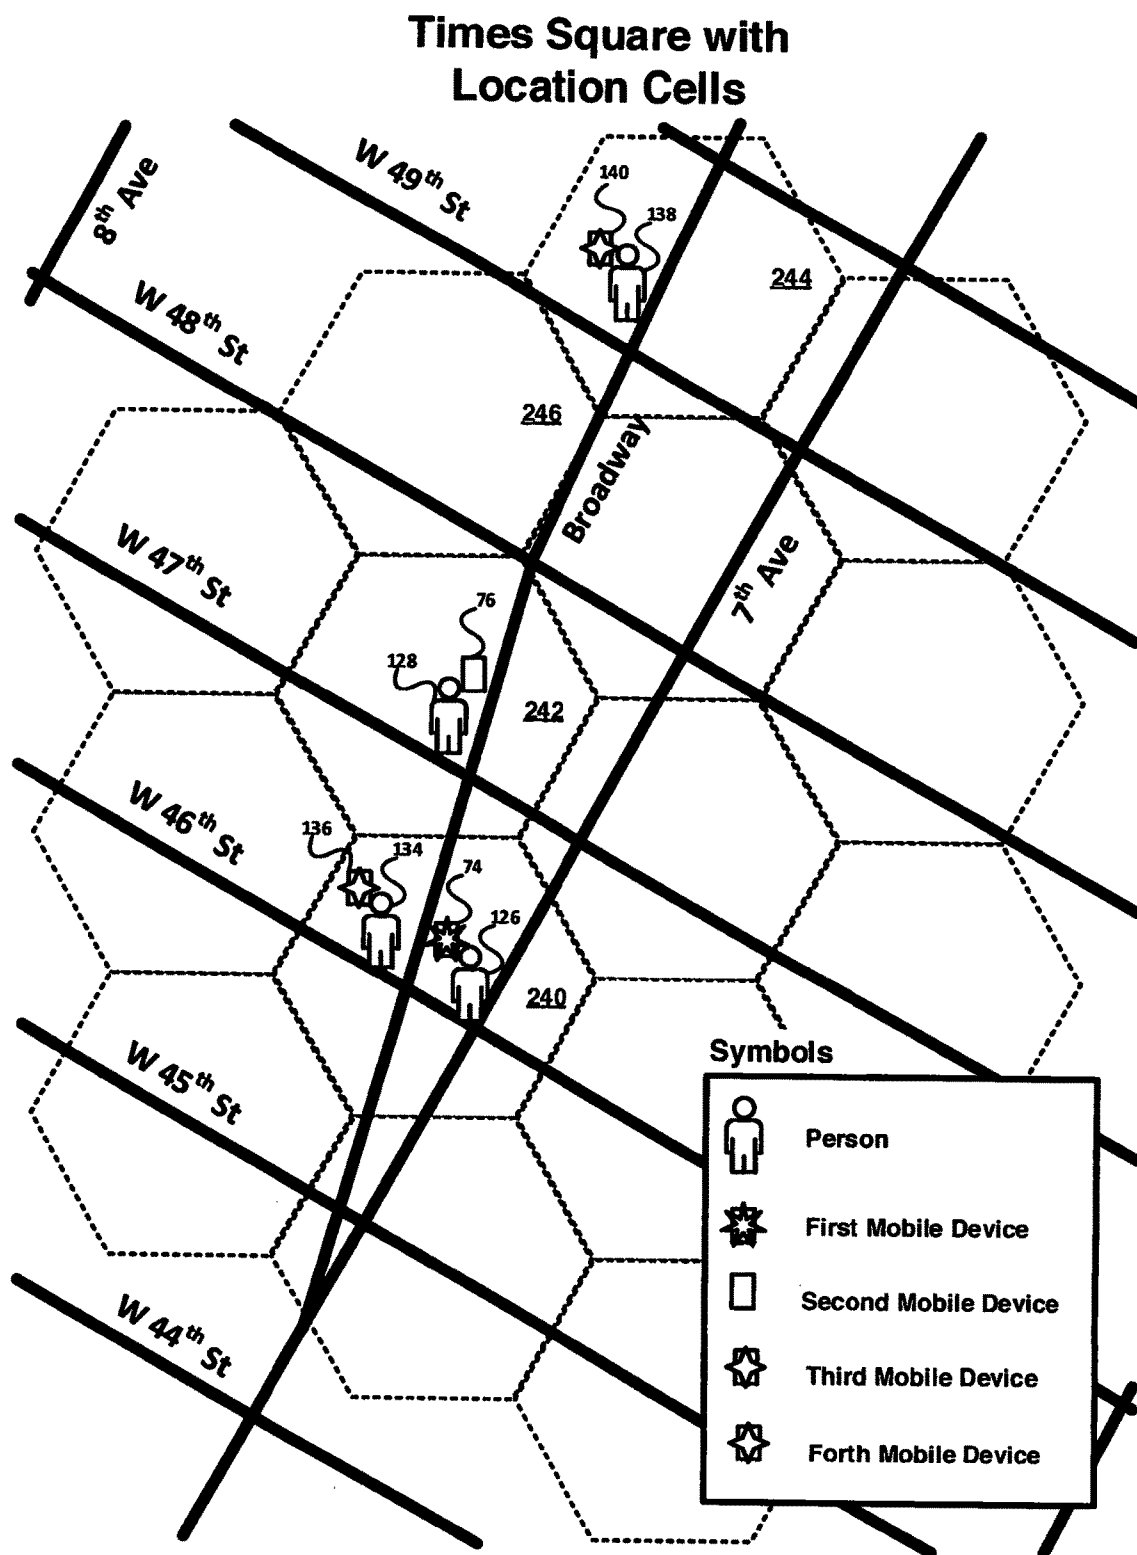 Times Square with
Location Cells
8th Ave
W 49th St
140
138
244
W 48th St
246
Broadway
W 47th St
7th Ave
76
128
242
W 46th St
136
134
74
126
240
W 45th St
Symbols
Person
First Mobile Device
Second Mobile Device
W 44th St
Third Mobile Device
Forth Mobile Device